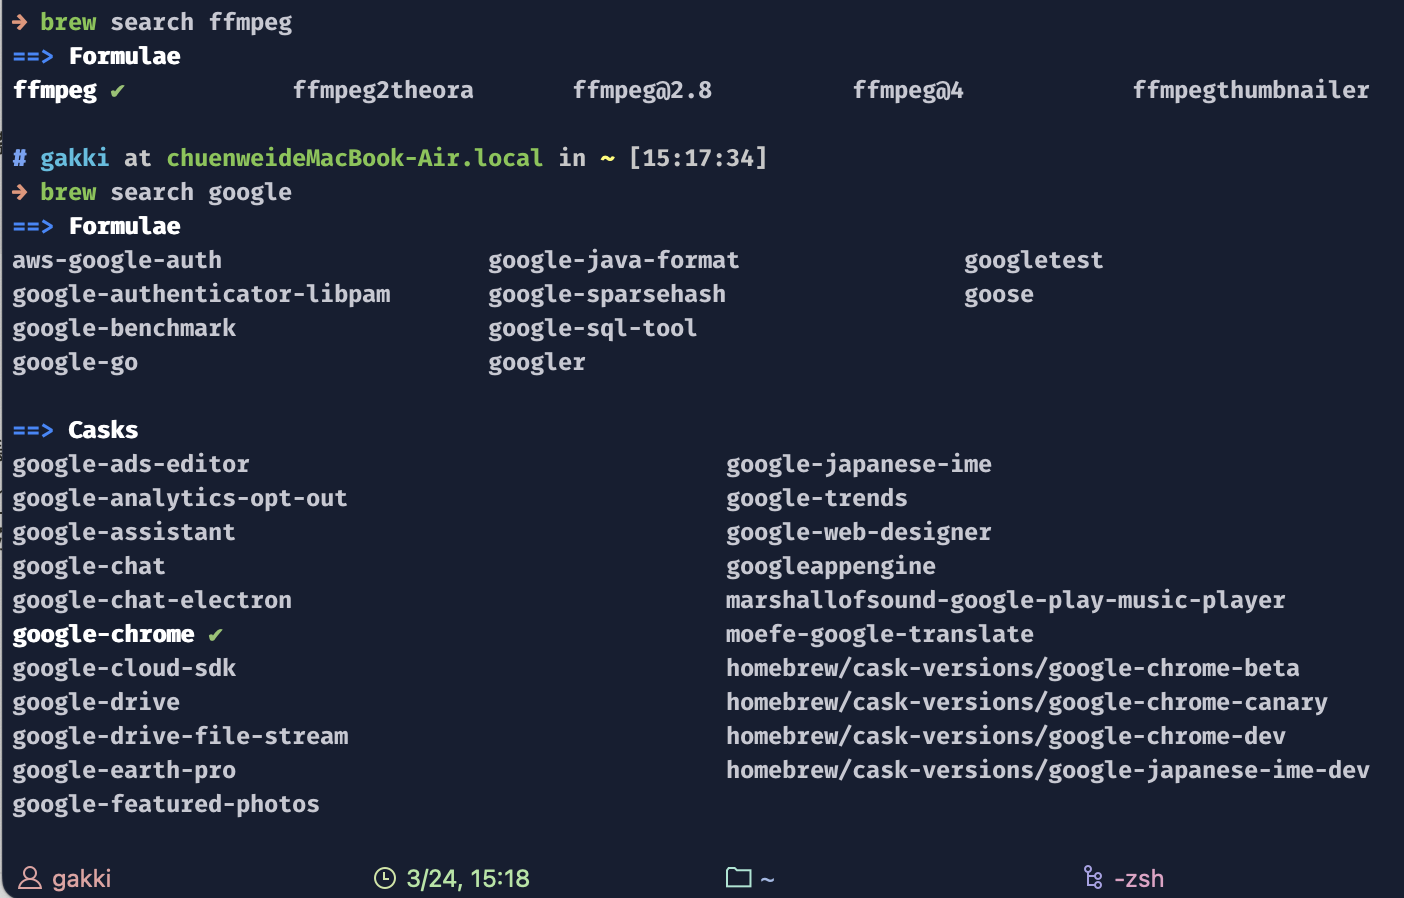 → brew search ffmpeg
==> Formulae
ffmpeg ✔ ffmpeg2theora ffmpeg@2.8 ffmpeg@4 ffmpegthumbnailer
# gakki at chuenweideMacBook-Air.local in ~ [15:17:34]
→ brew search google
==> Formulae
aws-google-auth google-java-format googletest
google-authenticator-libpam google-sparsehash goose
google-benchmark google-sql-tool
google-go googler
==> Casks
google-ads-editor google-japanese-ime
google-analytics-opt-out google-trends
google-assistant google-web-designer
google-chat googleappengine
google-chat-electron marshallofsound-google-play-music-player
google-chrome ✔ moefe-google-translate
google-cloud-sdk homebrew/cask-versions/google-chrome-beta
google-drive homebrew/cask-versions/google-chrome-canary
google-drive-file-stream homebrew/cask-versions/google-chrome-dev
google-earth-pro homebrew/cask-versions/google-japanese-ime-dev
google-featured-photos
gakki 3/24, 15:18 ~ -zsh